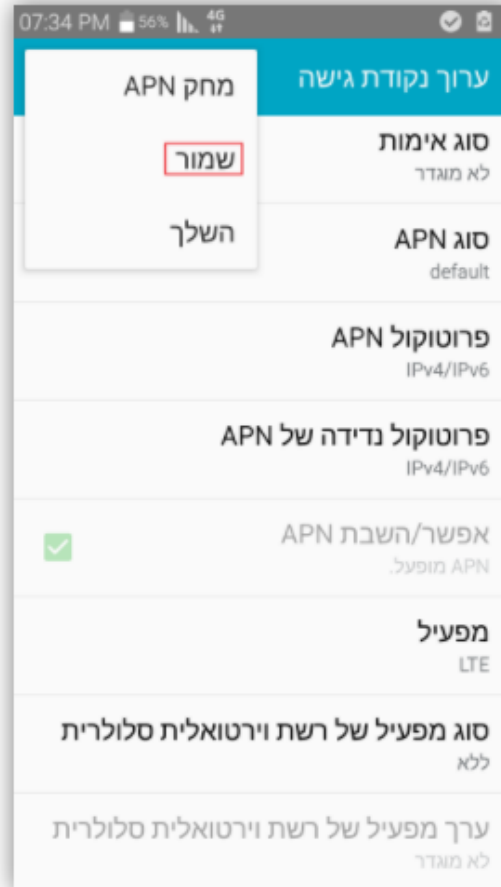 07:34 PM 56% 4G
ערוך נקודת גישה
מחק APN
שמור
השלך
סוג אימות
לא מוגדר
סוג APN
default
פרוטוקול APN
IPv4/IPv6
פרוטוקול נדידה של APN
IPv4/IPv6
אפשר/השבת APN
APN מופעל.
מפעיל
LTE
סוג מפעיל של רשת וירטואלית סלולרית
ללא
ערך מפעיל של רשת וירטואלית סלולרית
לא מוגדר